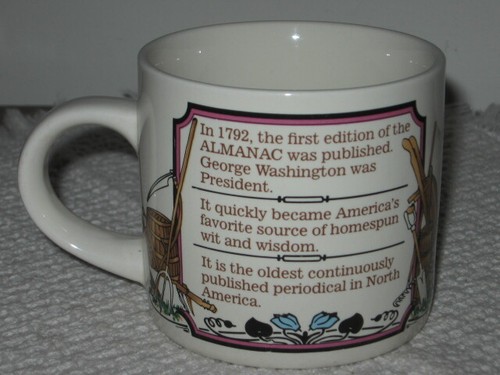 In 1792, the first edition of the
ALMANAC was published.
George Washington was
President.
It quickly became America's
favorite source of homespun
wit and wisdom.
It is the oldest continuously
published periodical in North
America.